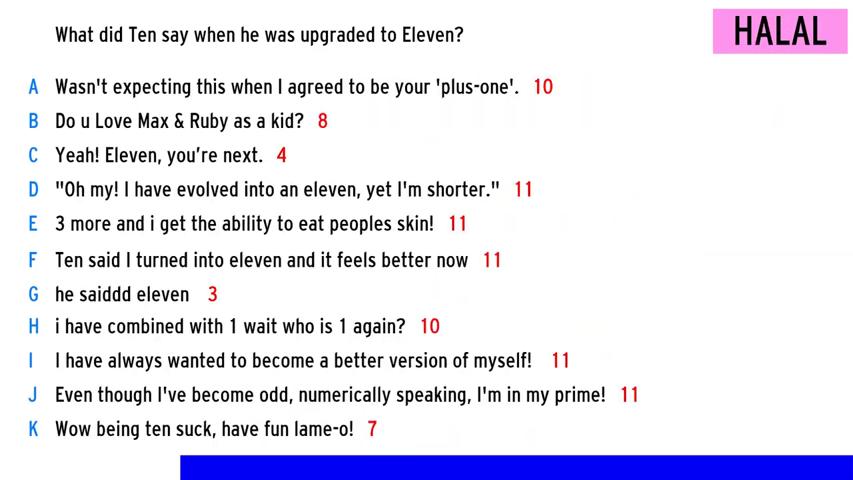 What did Ten say when he was upgraded to Eleven?
HALAL
A Wasn't expecting this when I agreed to be your 'plus-one'. 10
B Do u Love Max & Ruby as a kid? 8
C Yeah! Eleven, you’re next. 4
D "Oh my! I have evolved into an eleven, yet I'm shorter." 11
E 3 more and i get the ability to eat peoples skin! 11
F Ten said I turned into eleven and it feels better now 11
G he saiddd eleven 3
H i have combined with 1 wait who is 1 again? 10
I I have always wanted to become a better version of myself! 11
J Even though I've become odd, numerically speaking, I'm in my prime! 11
K Wow being ten suck, have fun lame-o! 7